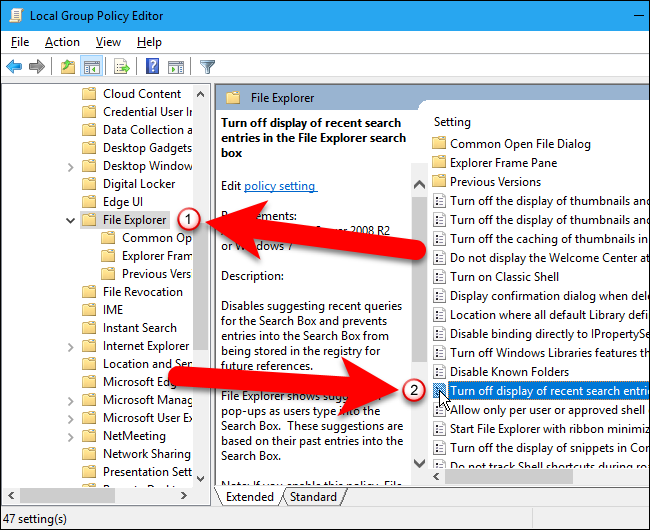 Local Group Policy Editor
File Action View Help
Cloud Content
Credential User
Data Collection a
Desktop Gadgets
Desktop Window
Digital Locker
Edge UI
File Explorer
Common Op
Explorer Fram
Previous Vers
File Revocation
IME
Instant Search
Internet Explorer
Location and Sen
Microsoft Edg
Microsoft Manag
Microsoft User Ex
NetMeeting
Network Sharing
Presentation Sett
1
File Explorer
Turn off display of recent search
entries in the File Explorer search
box
Edit policy setting
2008 R2
or Windows 7
Description:
Disables suggesting recent queries
for the Search Box and prevents
entries into the Search Box from
being stored in the registry for
future references.
File Explorer shows
pop-ups as users type into the
Search Box. These suggestions are
based on their past entries into the
Search Box.
Note: If you enable this policy, File
2
Setting
Common Open File Dialog
Explorer Frame Pane
Previous Versions
Turn off the display of thumbnails and
Turn off the display of thumbnails and
Turn off the caching of thumbnails in
Do not display the Welcome Center at
Turn on Classic Shell
Display confirmation dialog when dele
Location where all default Library defi
Disable binding directly to IPropertySe
Turn off Windows Libraries features th
Disable Known Folders
Turn off display of recent search entrie
Allow only per user or approved shell
Start File Explorer with ribbon minimiz
Turn off the display of snippets in Con
Do not track Shell shortcuts during roa
Extended Standard
47 setting(s)